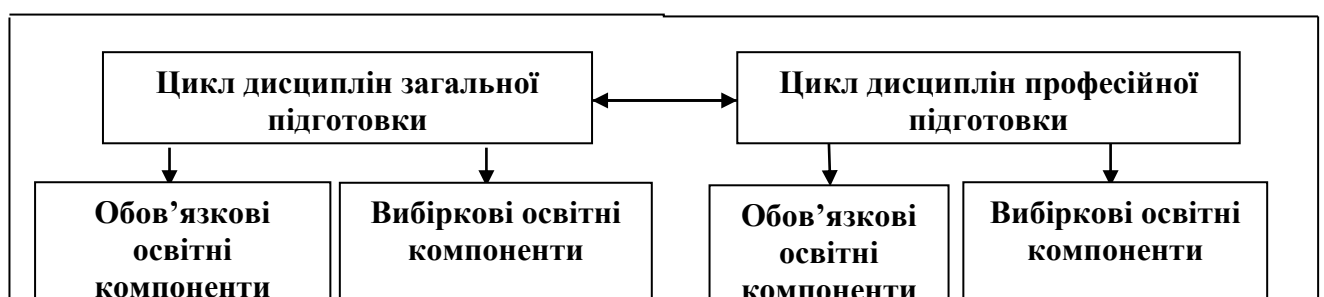 Цикл дисциплін загальної
підготовки
Цикл дисциплін професійної
підготовки
Обов’язкові
освітні
компоненти
Вибіркові освітні
компоненти
Обов’язкові
освітні
компоненти
Вибіркові освітні
компоненти